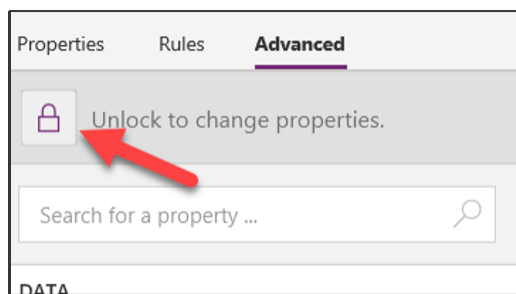 Properties Rules Advanced
Unlock to change properties.
Search for a property ...
DATA